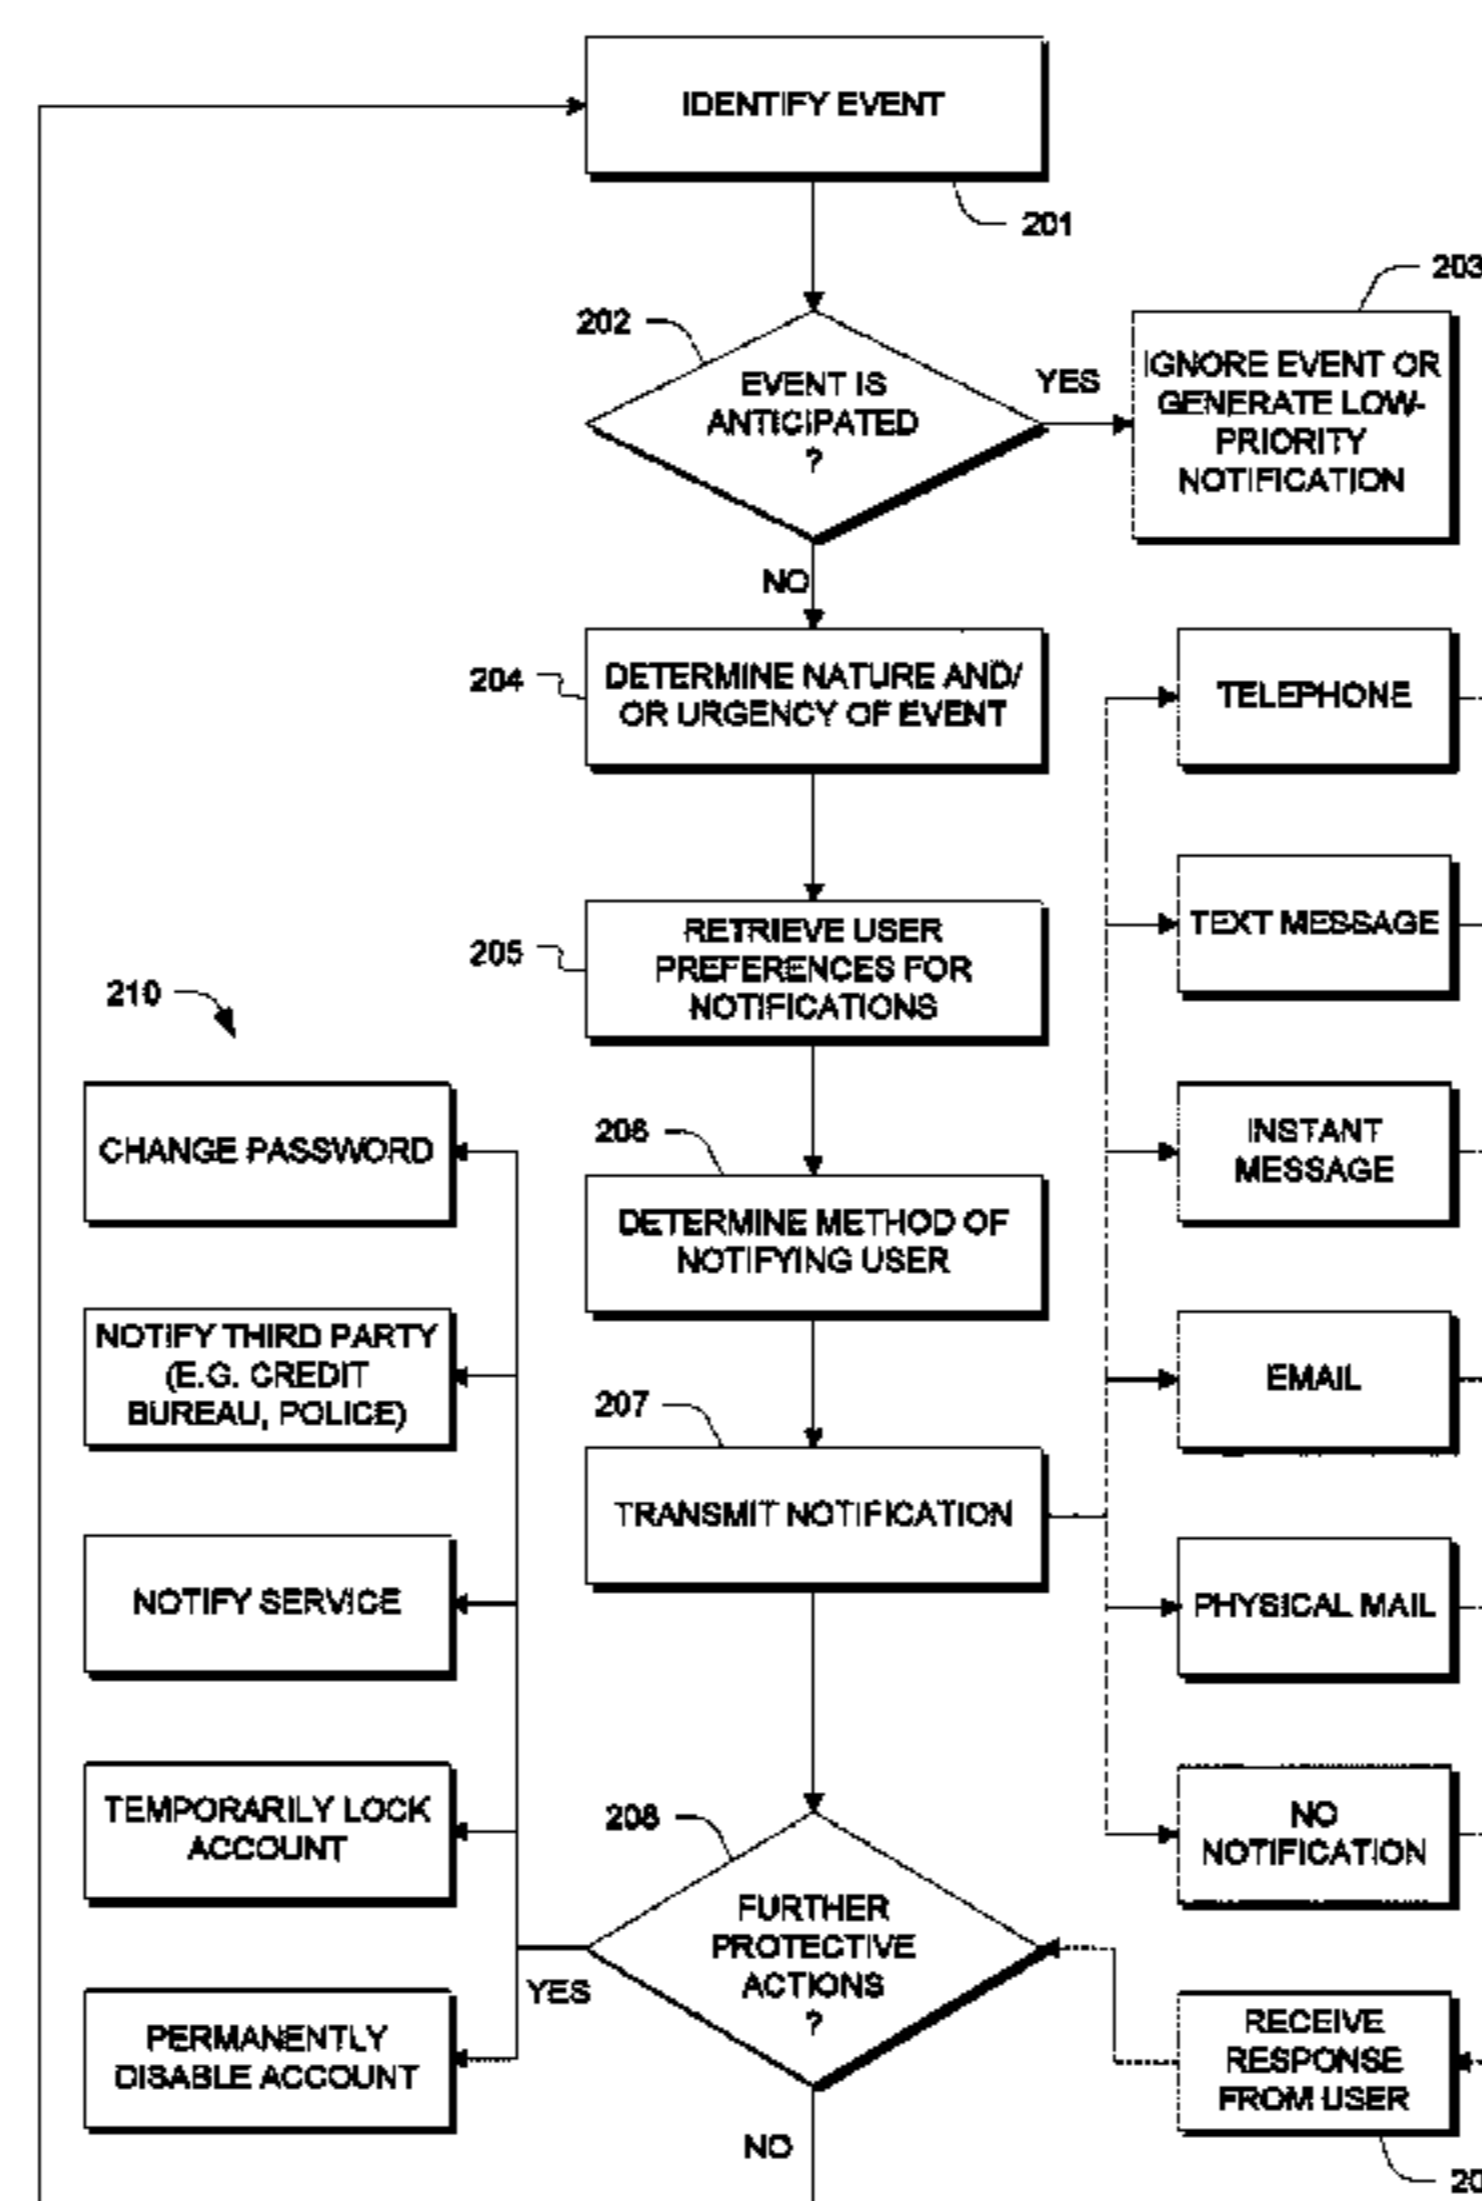 IDENTIFY EVENT
201
203
202
EVENT IS
ANTICIPATED
?
YES
IGNORE EVENT OR
GENERATE LOW-
PRIORITY
NOTIFICATION
NO
204
DETERMINE NATURE AND/
OR URGENCY OF EVENT
TELEPHONE
205
RETRIEVE USER
PREFERENCES FOR
NOTIFICATIONS
TEXT MESSAGE
210
CHANGE PASSWORD
206
DETERMINE METHOD OF
NOTIFYING USER
INSTANT
MESSAGE
NOTIFY THIRD PARTY
(E.G. CREDIT
BUREAU, POLICE)
207
TRANSMIT NOTIFICATION
EMAIL
NOTIFY SERVICE
PHYSICAL MAIL
TEMPORARILY LOCK
ACCOUNT
208
FURTHER
PROTECTIVE
ACTIONS
?
NO
NOTIFICATION
YES
PERMANENTLY
DISABLE ACCOUNT
RECEIVE
RESPONSE
FROM USER
NO